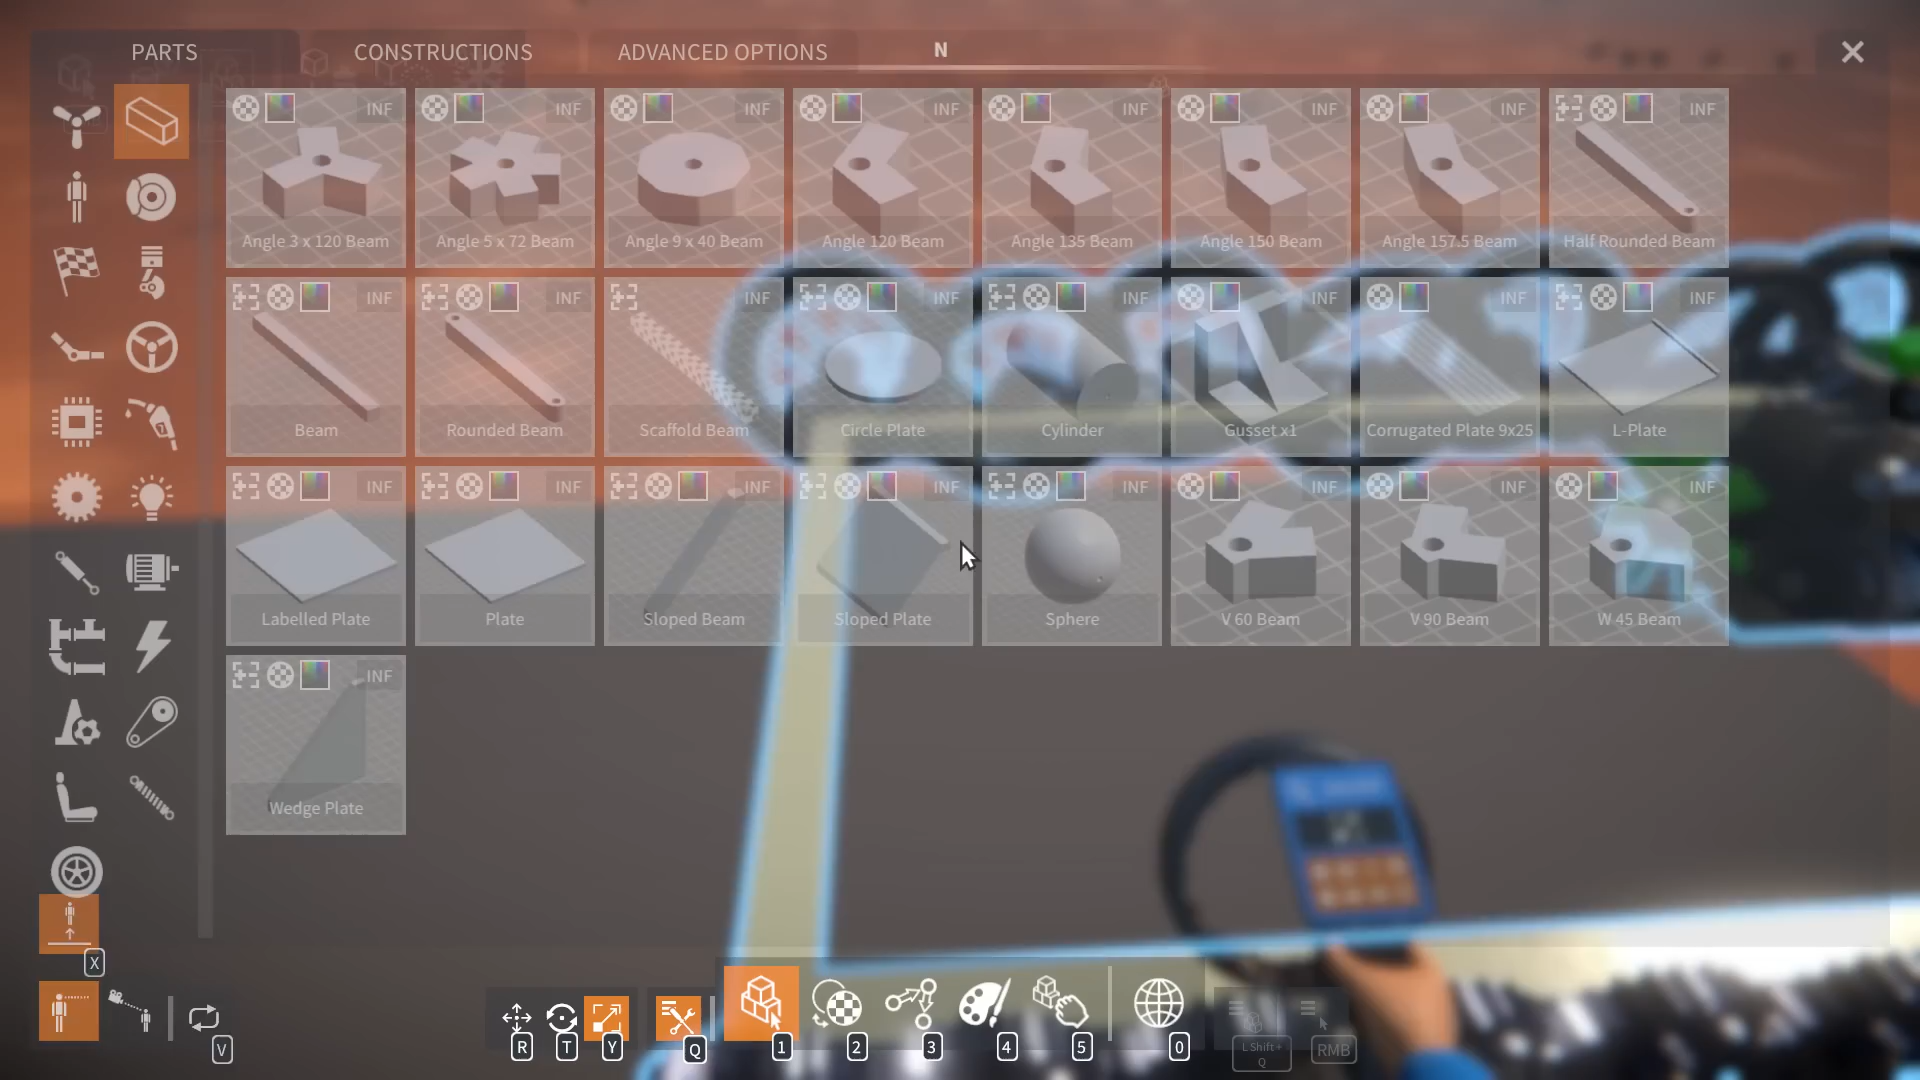 PARTS CONSTRUCTIONS ADVANCED OPTIONS N
INF INF INF INF INF INF INF INF
Angle 3 x 120 Beam Angle 5 x 72 Beam Angle 9 x 40 Beam Angle 120 Beam Angle 135 Beam Angle 150 Beam Angle 157.5 Beam Half Rounded Beam
INF INF INF INF INF INF INF INF
Beam Rounded Beam Scaffold Beam Circle Plate Cylinder Gusset x1 Corrugated Plate 9x25 L-Plate
INF INF INF INF INF INF INF INF
Labelled Plate Plate Sloped Beam Sloped Plate Sphere V 60 Beam V 90 Beam W 45 Beam
INF
Wedge Plate
X
V R T Y Q 1 2 3 4 5 0 L Shift + Q RMB